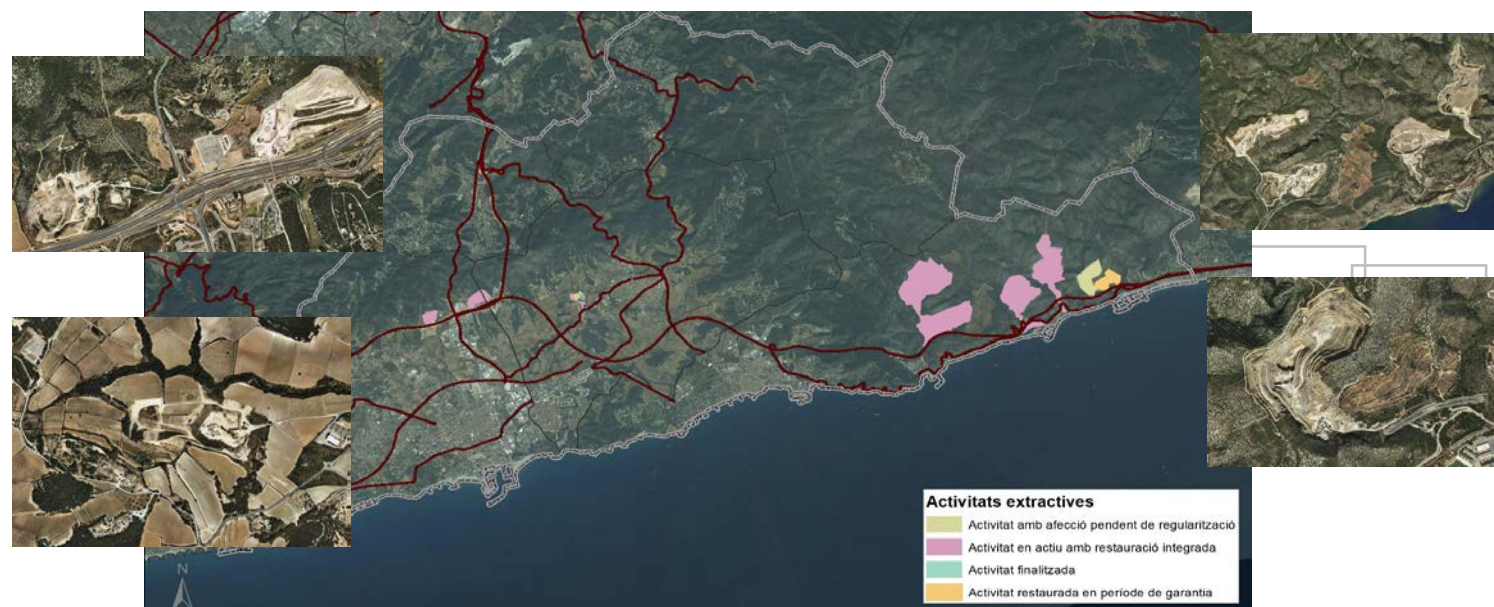 N
Activitats extractives
Activitat amb afecció pendent de regularització
Activitat en actiu amb restauració integrada
Activitat finalitzada
Activitat restaurada en període de garantia